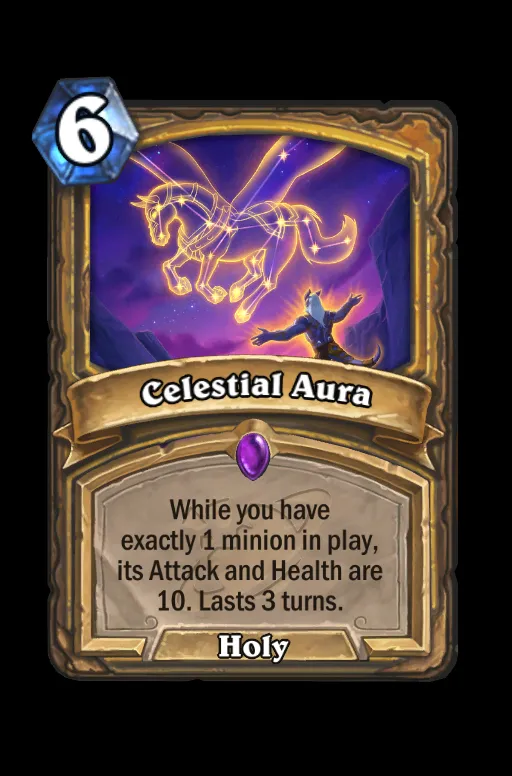 6
Celestial Aura
While you have
exactly 1 minion in play,
its Attack and Health are
10. Lasts 3 turns.
Holy